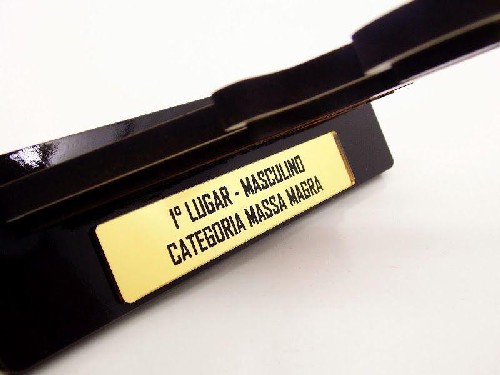 1º LUGAR - MASCULINO
CATEGORIA MASSA MAGRA